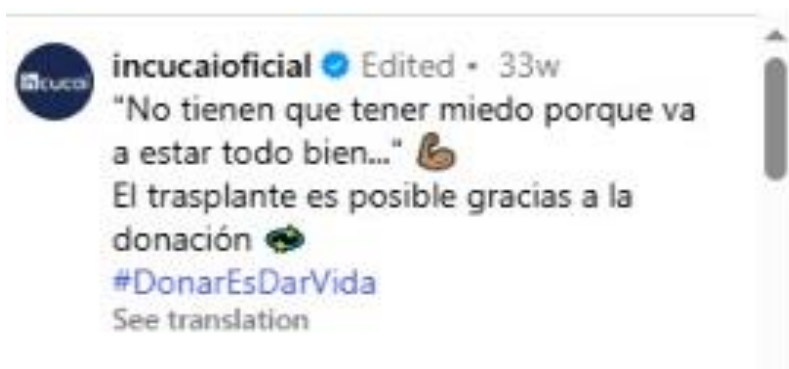 incucai
incucaioficial Edited • 33w
"No tienen que tener miedo porque va
a estar todo bien..." 💪🏽
El trasplante es posible gracias a la
donación
#DonarEsDarVida
See translation